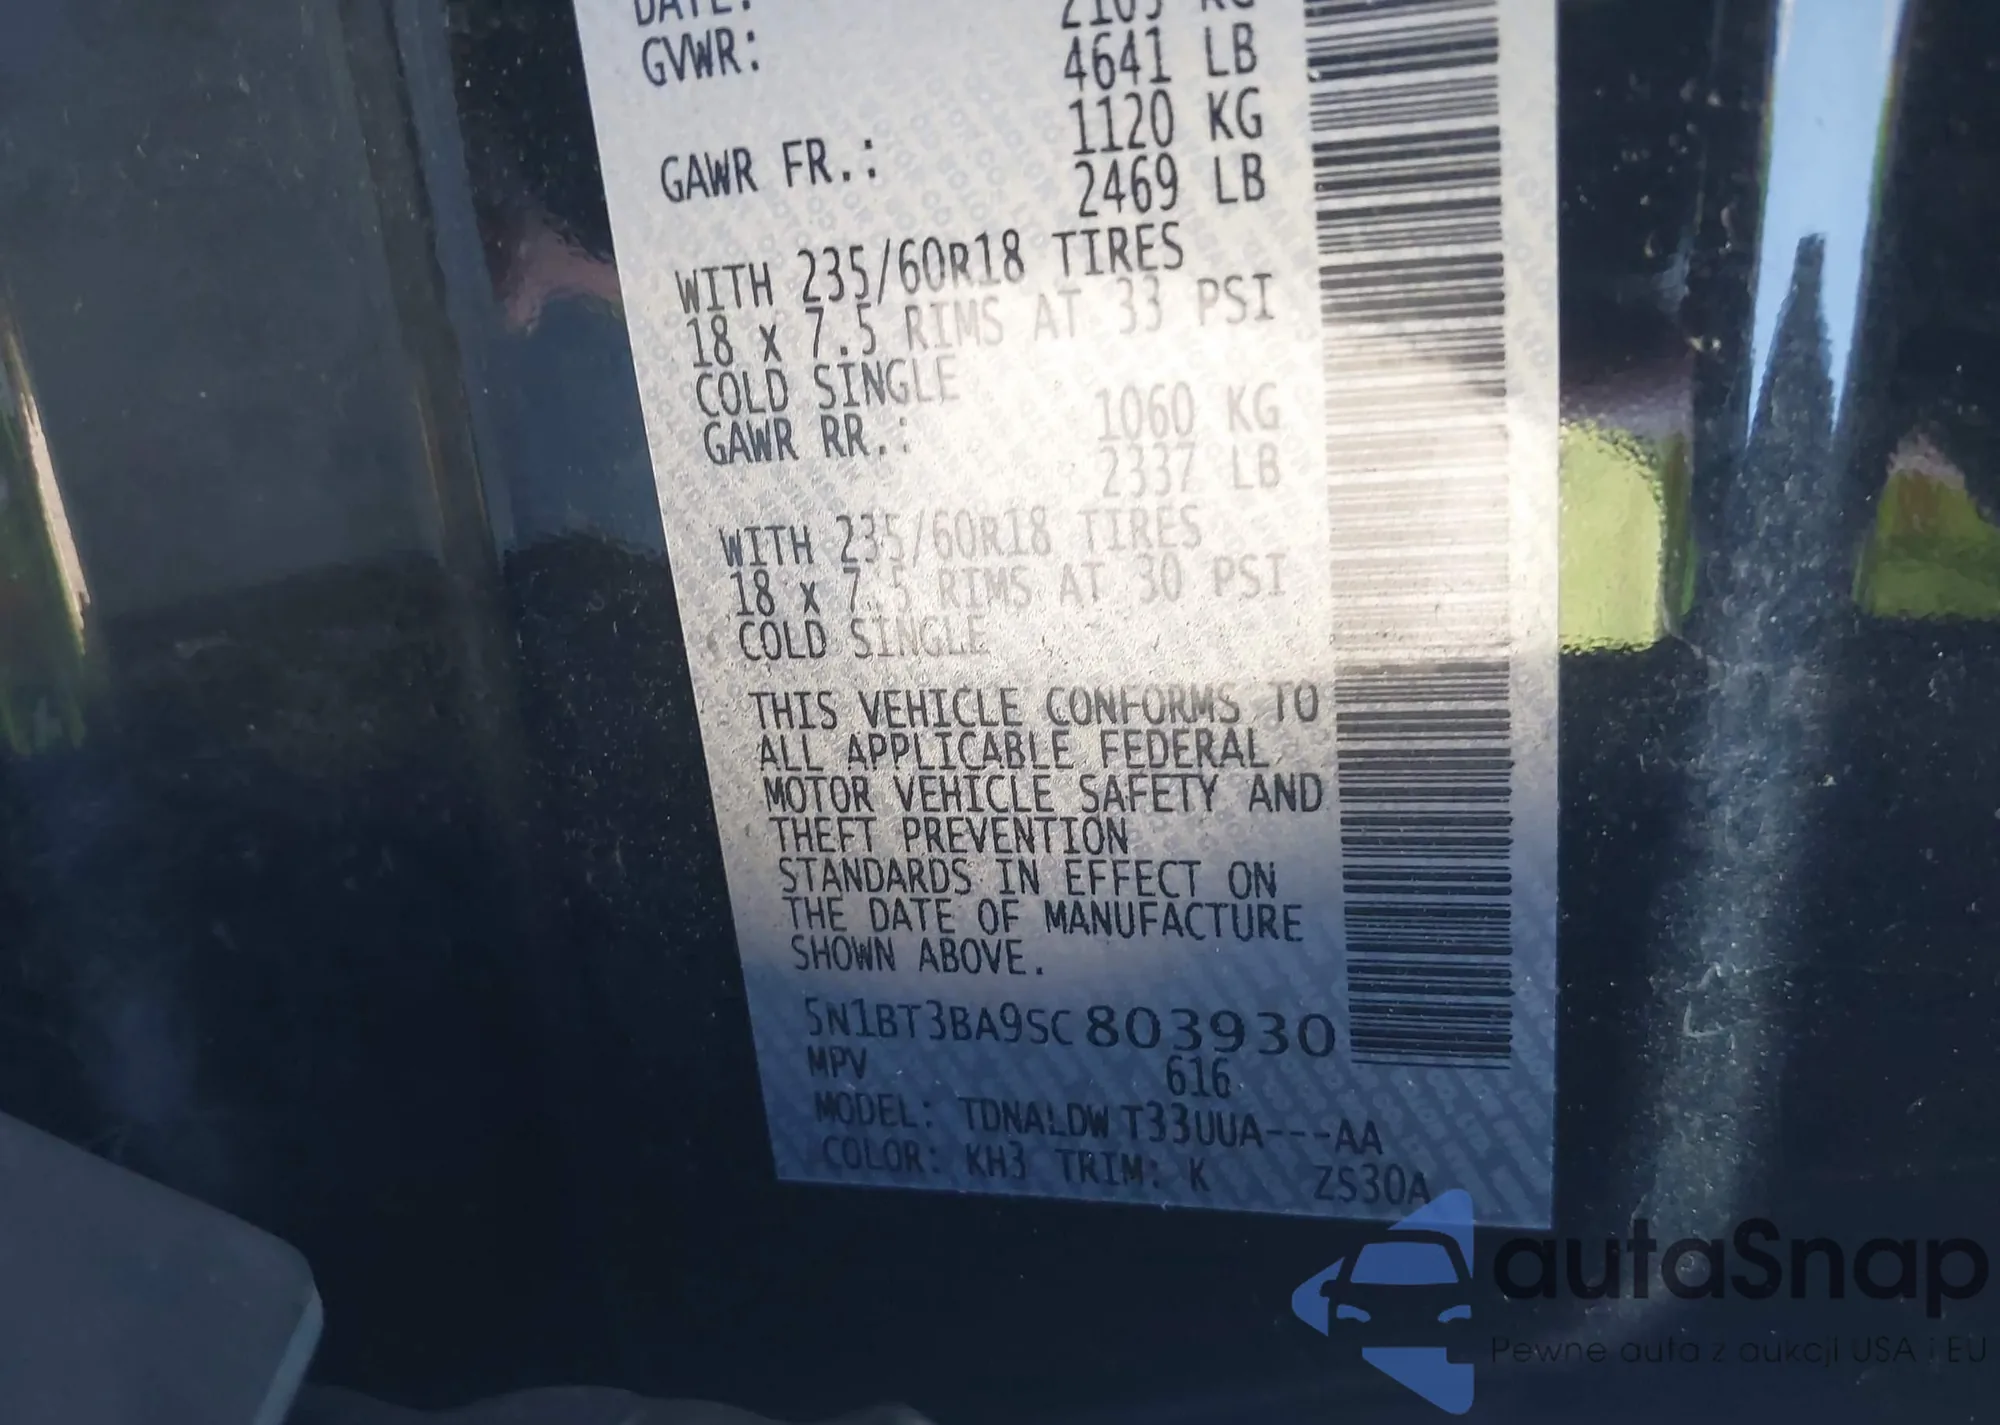 DATE:
2105 KG
GVWR:
4641 LB
1120 KG
GAWR FR.:
2469 LB
WITH 235/60R18 TIRES
18 x 7.5 RIMS AT 33 PSI
COLD SINGLE
1060 KG
GAWR RR.:
2337 LB
WITH 235/60R18 TIRES
18 x 7.5 RIMS AT 30 PSI
COLD SINGLE
THIS VEHICLE CONFORMS TO
ALL APPLICABLE FEDERAL
MOTOR VEHICLE SAFETY AND
THEFT PREVENTION
STANDARDS IN EFFECT ON
THE DATE OF MANUFACTURE
SHOWN ABOVE.
5N1BT3BA9SC803930
MPV 616
MODEL: TDNALDW T33UUA---AA
COLOR: KH3 TRIM: K ZS30A
autaSnap
Pewne auta z aukcji USA i EU